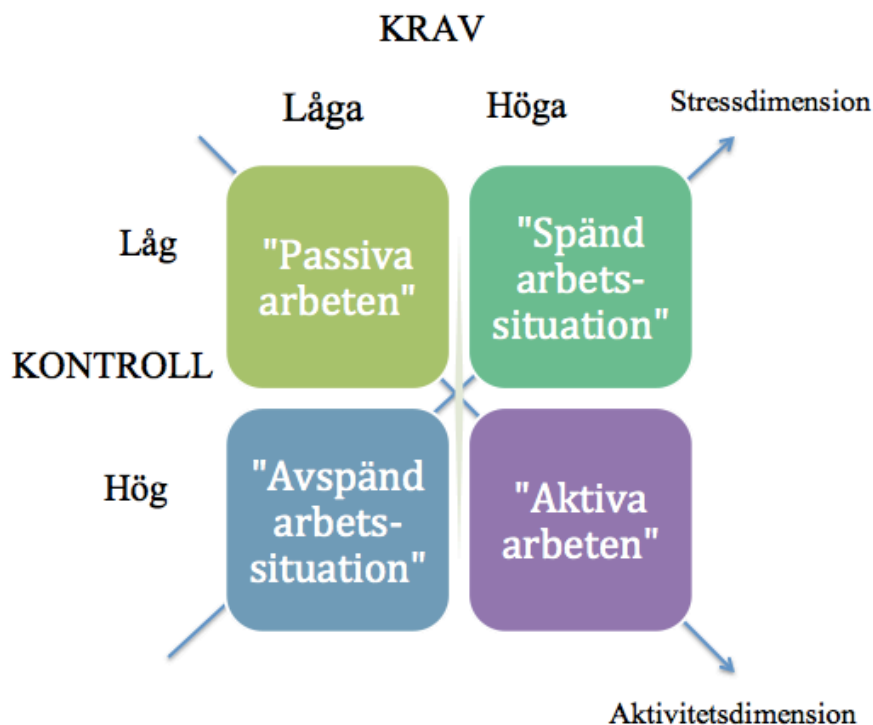 KRAV
Låga
Höga
Stressdimension
Låg
"Passiva
arbeten"
"Spänd
arbets-
situation"
KONTROLL
Hög
"Avspänd
arbets-
situation"
"Aktiva
arbeten"
Aktivitetsdimension